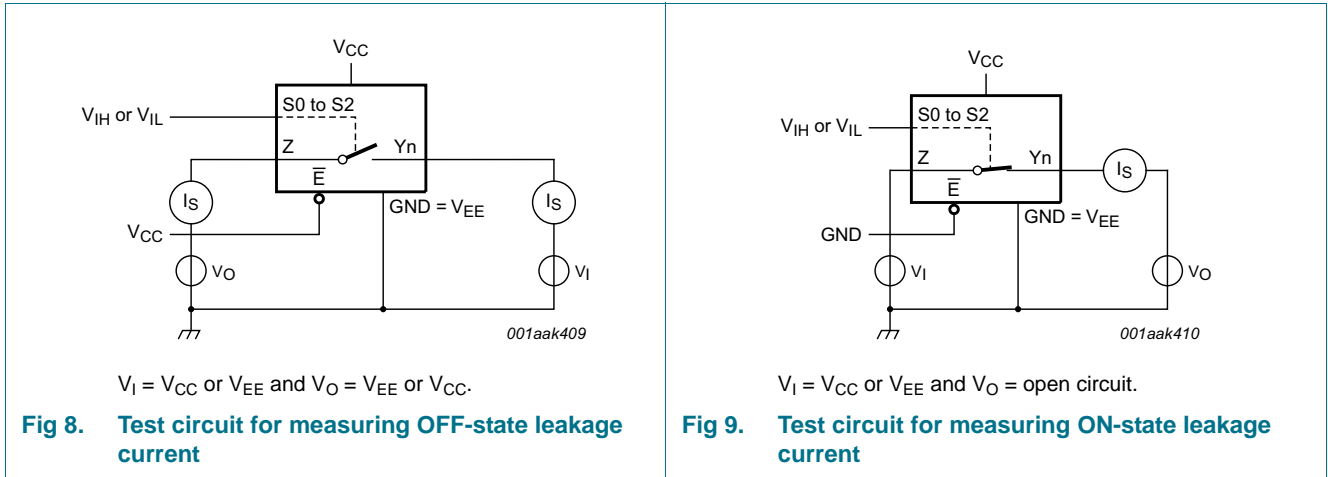 VCC
VIH or VIL
S0 to S2
Z
Yn
E̅
IS
IS
GND = VEE
VCC
VO
VI
001aak409
VI = VCC or VEE and VO = VEE or VCC.
Fig 8. Test circuit for measuring OFF-state leakage
current
VCC
VIH or VIL
S0 to S2
Z
Yn
E̅
IS
GND = VEE
GND
VI
VO
001aak410
VI = VCC or VEE and VO = open circuit.
Fig 9. Test circuit for measuring ON-state leakage
current